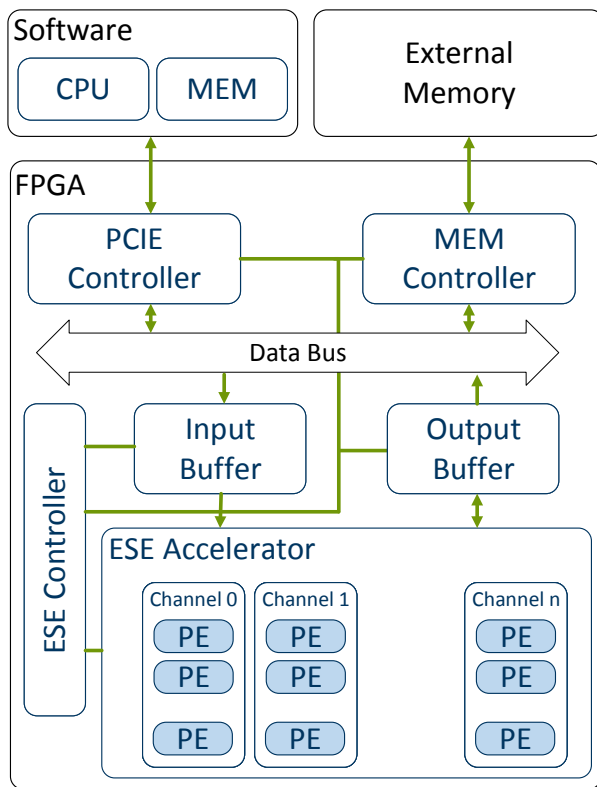 Software
CPU
MEM
External
Memory
FPGA
PCIE
Controller
MEM
Controller
Data Bus
Input
Buffer
Output
Buffer
ESE Controller
ESE Accelerator
Channel 0
PE
PE
PE
Channel 1
PE
PE
PE
Channel n
PE
PE
PE